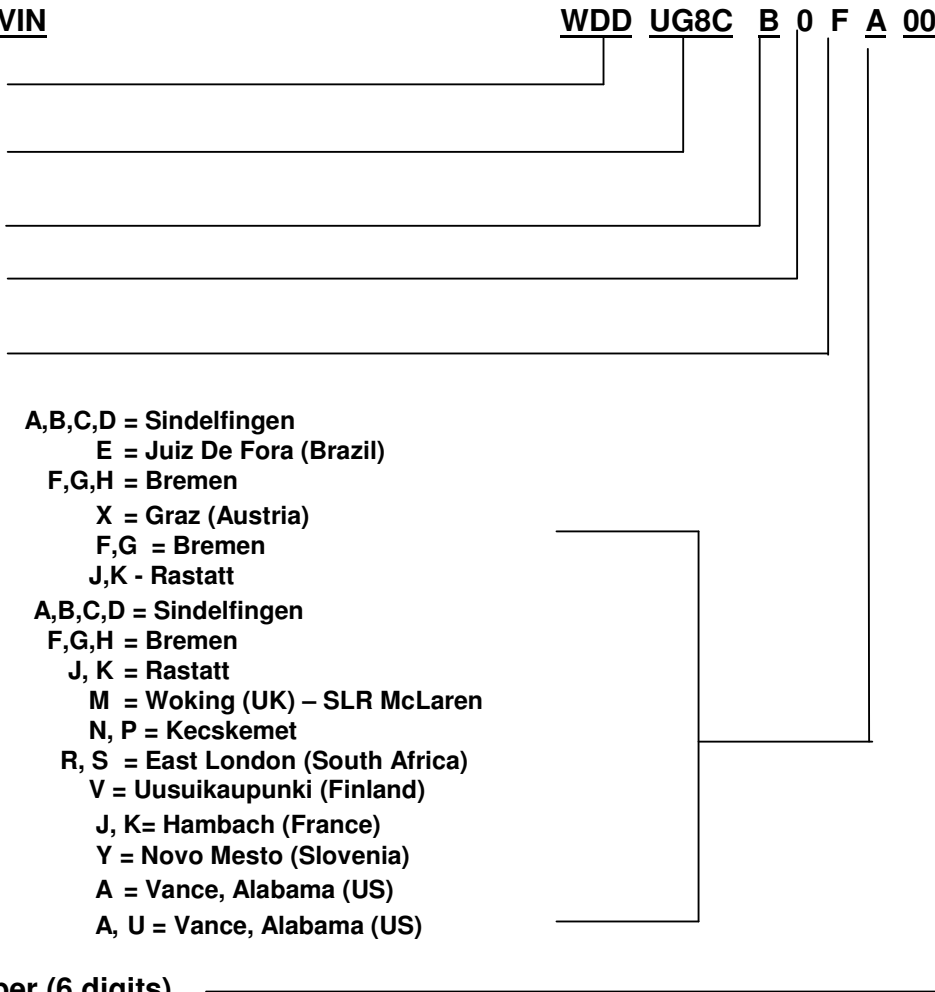 VIN WDD UG8C B 0 F A 00
A,B,C,D = Sindelfingen
E = Juiz De Fora (Brazil)
F,G,H = Bremen
X = Graz (Austria)
F,G = Bremen
J,K - Rastatt
A,B,C,D = Sindelfingen
F,G,H = Bremen
J, K = Rastatt
M = Woking (UK) – SLR McLaren
N, P = Kecskemet
R, S = East London (South Africa)
V = Uusuikaupunki (Finland)
J, K= Hambach (France)
Y = Novo Mesto (Slovenia)
A = Vance, Alabama (US)
A, U = Vance, Alabama (US)
(6 digits)